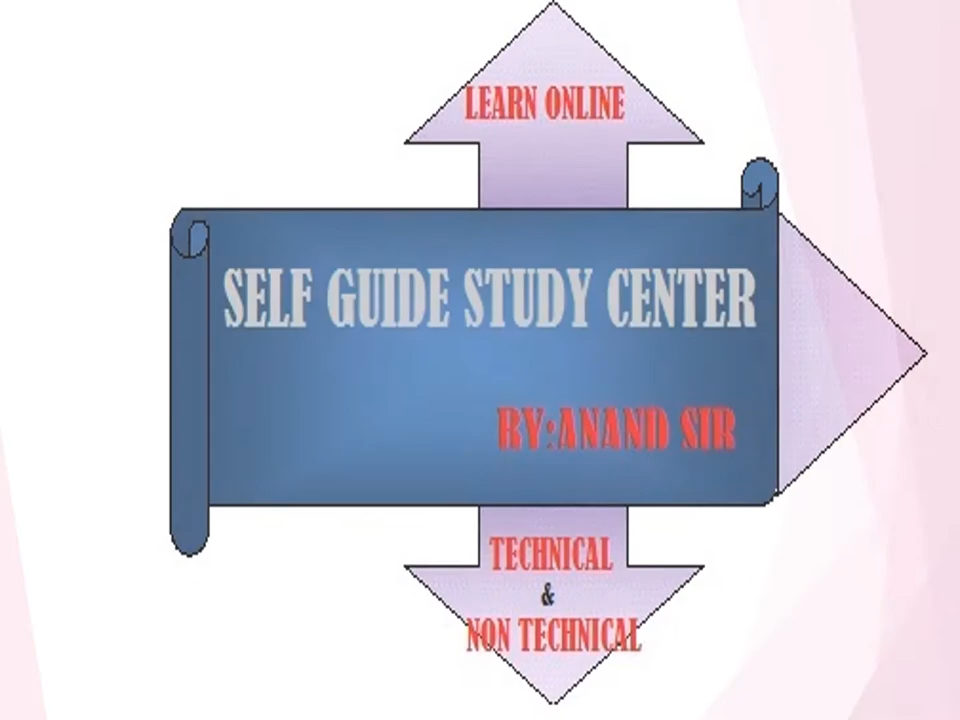 LEARN ONLINE
SELF GUIDE STUDY CENTER
BY:ANAND SIR
TECHNICAL
&
NON TECHNICAL